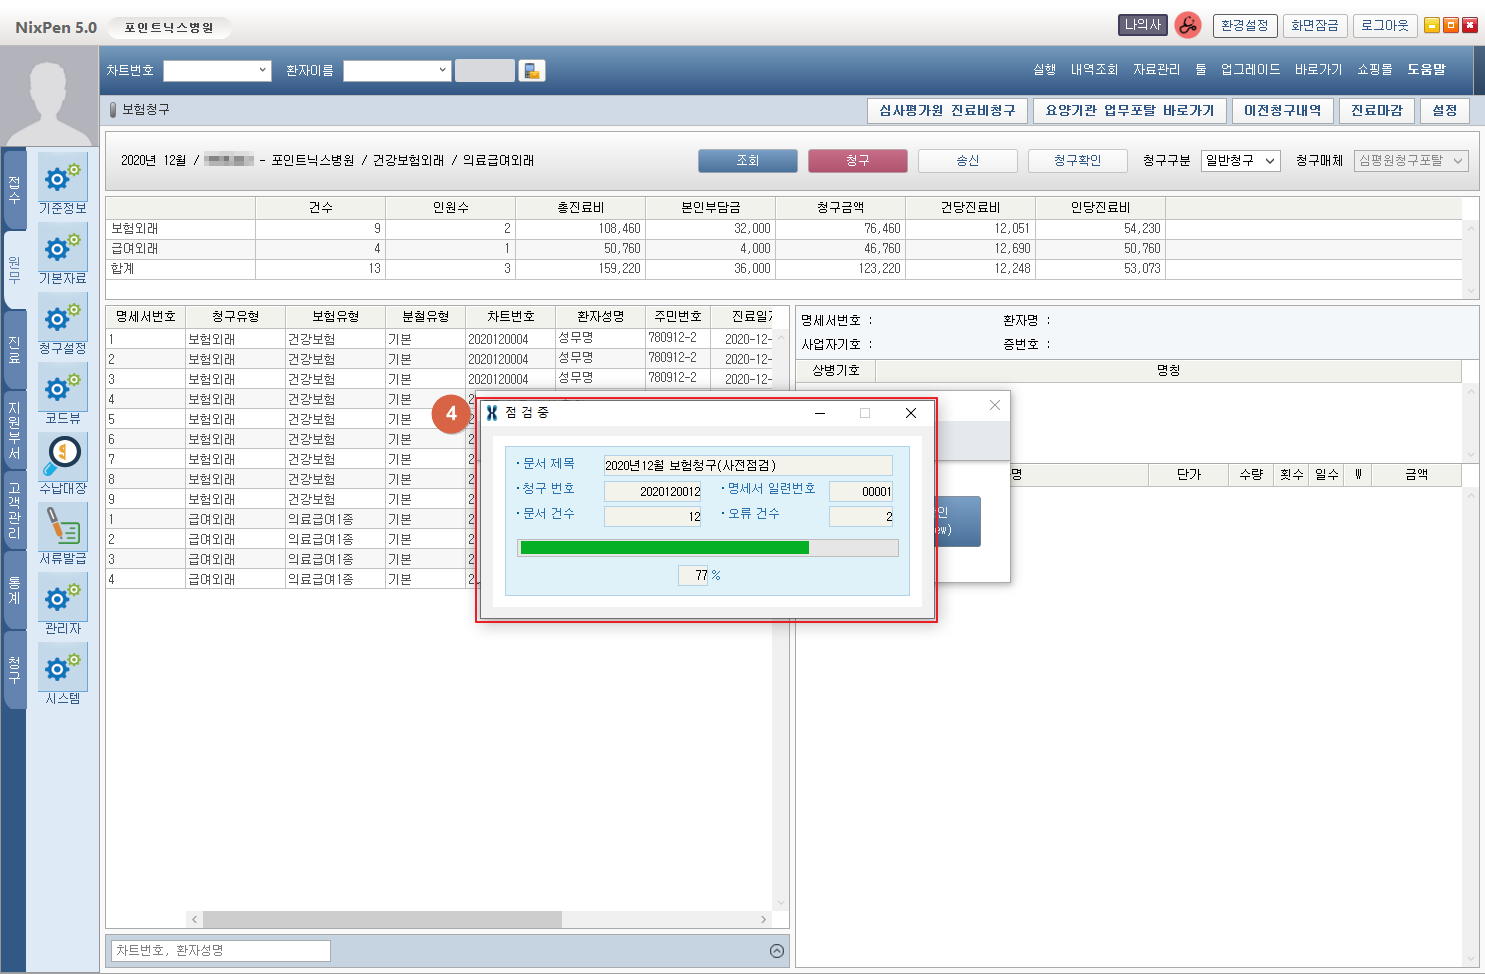 NixPen 5.0 포인트닉스병원 나의사 환경설정 화면잠금 로그아웃
차트번호 환자이름 실행 내역조회 자료관리 툴 업그레이드 바로가기 쇼핑몰 도움말
보험청구 심사평가원 진료비청구 요양기관 업무포탈 바로가기 이전청구내역 진료마감 설정
2020년 12월 / - 포인트닉스병원 / 건강보험외래 / 의료급여외래 조회 청구 송신 청구확인 청구구분 일반청구 청구매체 심평원청구포탈
접수
원무
진료
지원부서
고객관리
통계
청구
기준정보
기본자료
청구설정
코드뷰
수납대장
서류발급
관리자
시스템
건수 인원수 총진료비 본인부담금 청구금액 건당진료비 인당진료비
보험외래 9 2 108,460 32,000 76,460 12,051 54,230
급여외래 4 1 50,760 4,000 46,760 12,690 50,760
합계 13 3 159,220 36,000 123,220 12,248 53,073
명세서번호 청구유형 보험유형 분철유형 차트번호 환자성명 주민번호 진료일자
1 보험외래 건강보험 기본 2020120004 성무명 780912-2 2020-12-
2 보험외래 건강보험 기본 2020120004 성무명 780912-2 2020-12-
3 보험외래 건강보험 기본 2020120004 성무명 780912-2 2020-12-
4 보험외래 건강보험 기본 2
5 보험외래 건강보험 기본 2
6 보험외래 건강보험 기본 2
7 보험외래 건강보험 기본 2
8 보험외래 건강보험 기본 2
9 보험외래 건강보험 기본 2
1 급여외래 의료급여1종 기본 2
2 급여외래 의료급여1종 기본 2
3 급여외래 의료급여1종 기본 2
4 급여외래 의료급여1종 기본 2
차트번호, 환자성명
명세서번호 : 환자명 :
사업자기호 : 증번호 :
상병기호 명칭
명 단가 수량 횟수 일수 W 금액
4
점 검 중
·문서 제목 2020년12월 보험청구(사전점검)
·청구 번호 2020120012 ·명세서 일련번호 00001
·문서 건수 12 ·오류 건수 2
77 %
인
ew)